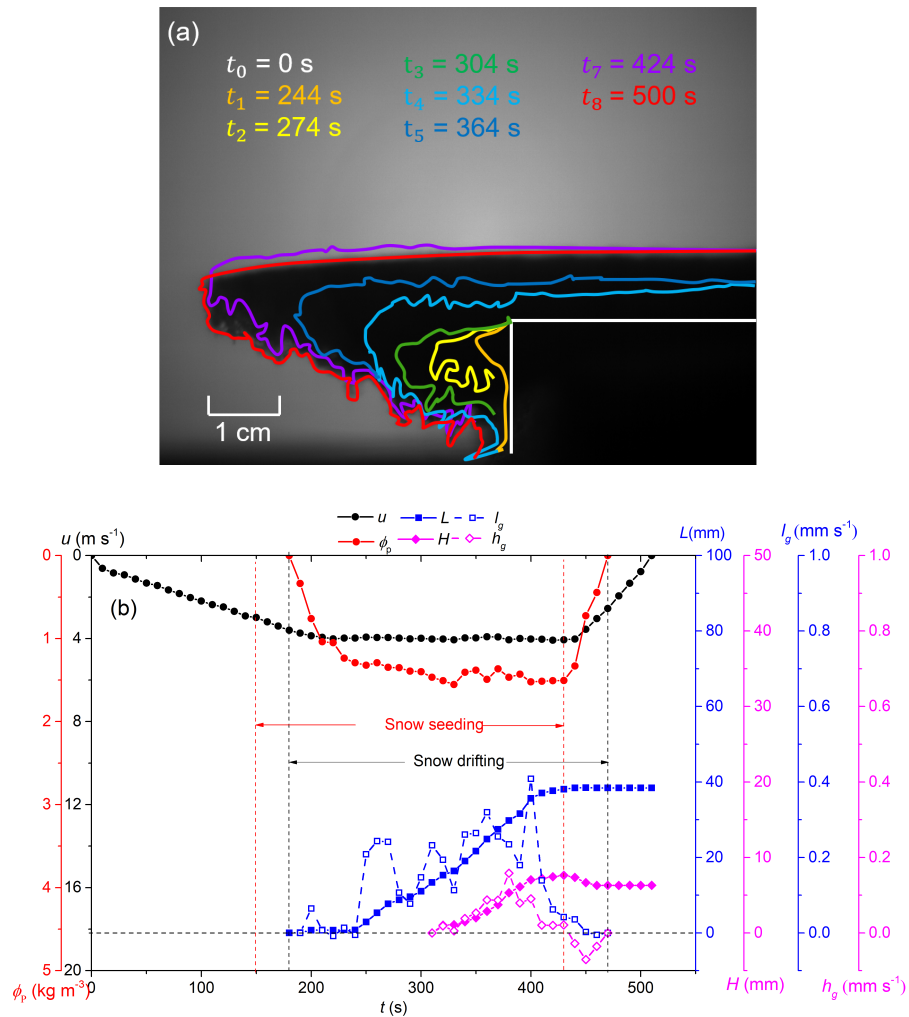 (a)
t₀ = 0 s t₃ = 304 s t₇ = 424 s
t₁ = 244 s t₄ = 334 s t₈ = 500 s
t₂ = 274 s t₅ = 364 s
1 cm
u L l_g
ϕₚ H h_g
u (m s⁻¹) L(mm) l_g (mm s⁻¹)
0 0 100 1.0 50 1.0
(b)
1 4 80 0.8 40 0.8
2 8 60 0.6 30 0.6
Snow seeding
Snow drifting
3 12 40 0.4 20 0.4
4 16 20 0.2 10 0.2
0 0.0 0 0.0
5 20
0 100 200 300 400 500
ϕₚ (kg m⁻³) t (s) H (mm) h_g (mm s⁻¹)